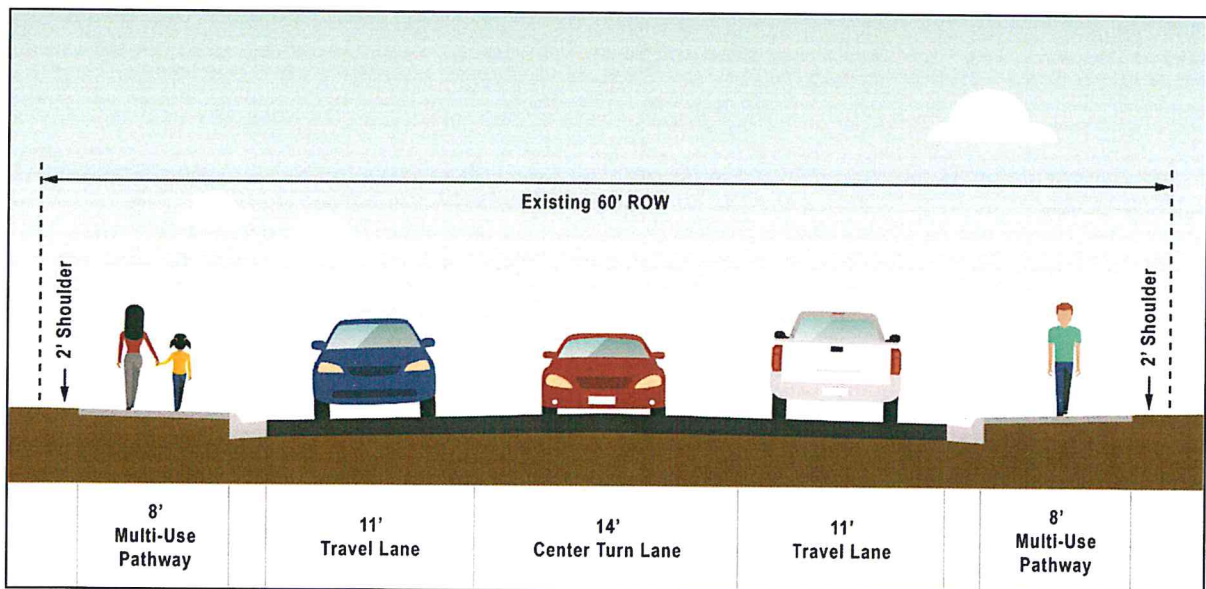 Existing 60' ROW
2' Shoulder
2' Shoulder
8'
Multi-Use
Pathway
11'
Travel Lane
14'
Center Turn Lane
11'
Travel Lane
8'
Multi-Use
Pathway